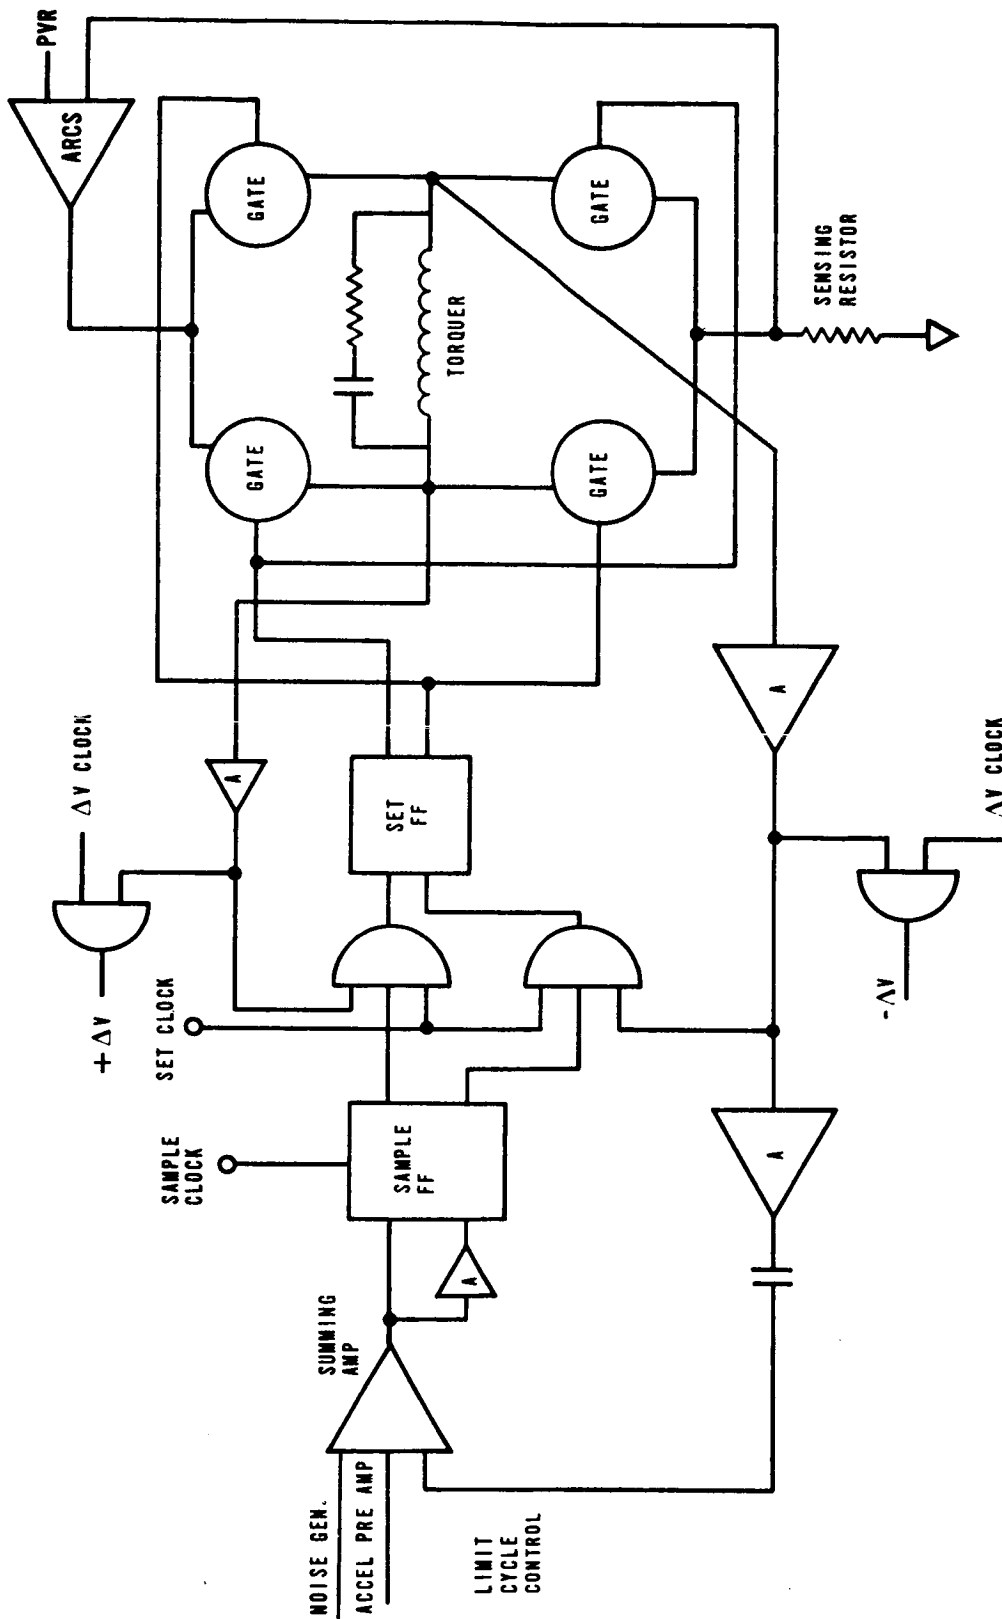 NOISE GEN.
ACCEL PRE AMP
LIMIT
CYCLE
CONTROL
SUMMING
AMP
A
SAMPLE
CLOCK
SAMPLE
FF
SET CLOCK
+ΔV
ΔV CLOCK
A
SET
FF
A
A
-ΔV
ΔV CLOCK
GATE
GATE
GATE
GATE
TORQUER
ARCS
PVR
SENSING
RESISTOR